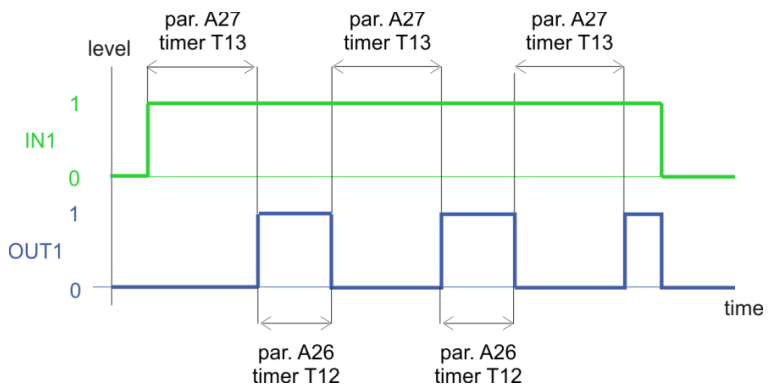 par. A27
timer T13
par. A27
timer T13
par. A27
timer T13
level
1
IN1
0
1
OUT1
0
time
par. A26
timer T12
par. A26
timer T12